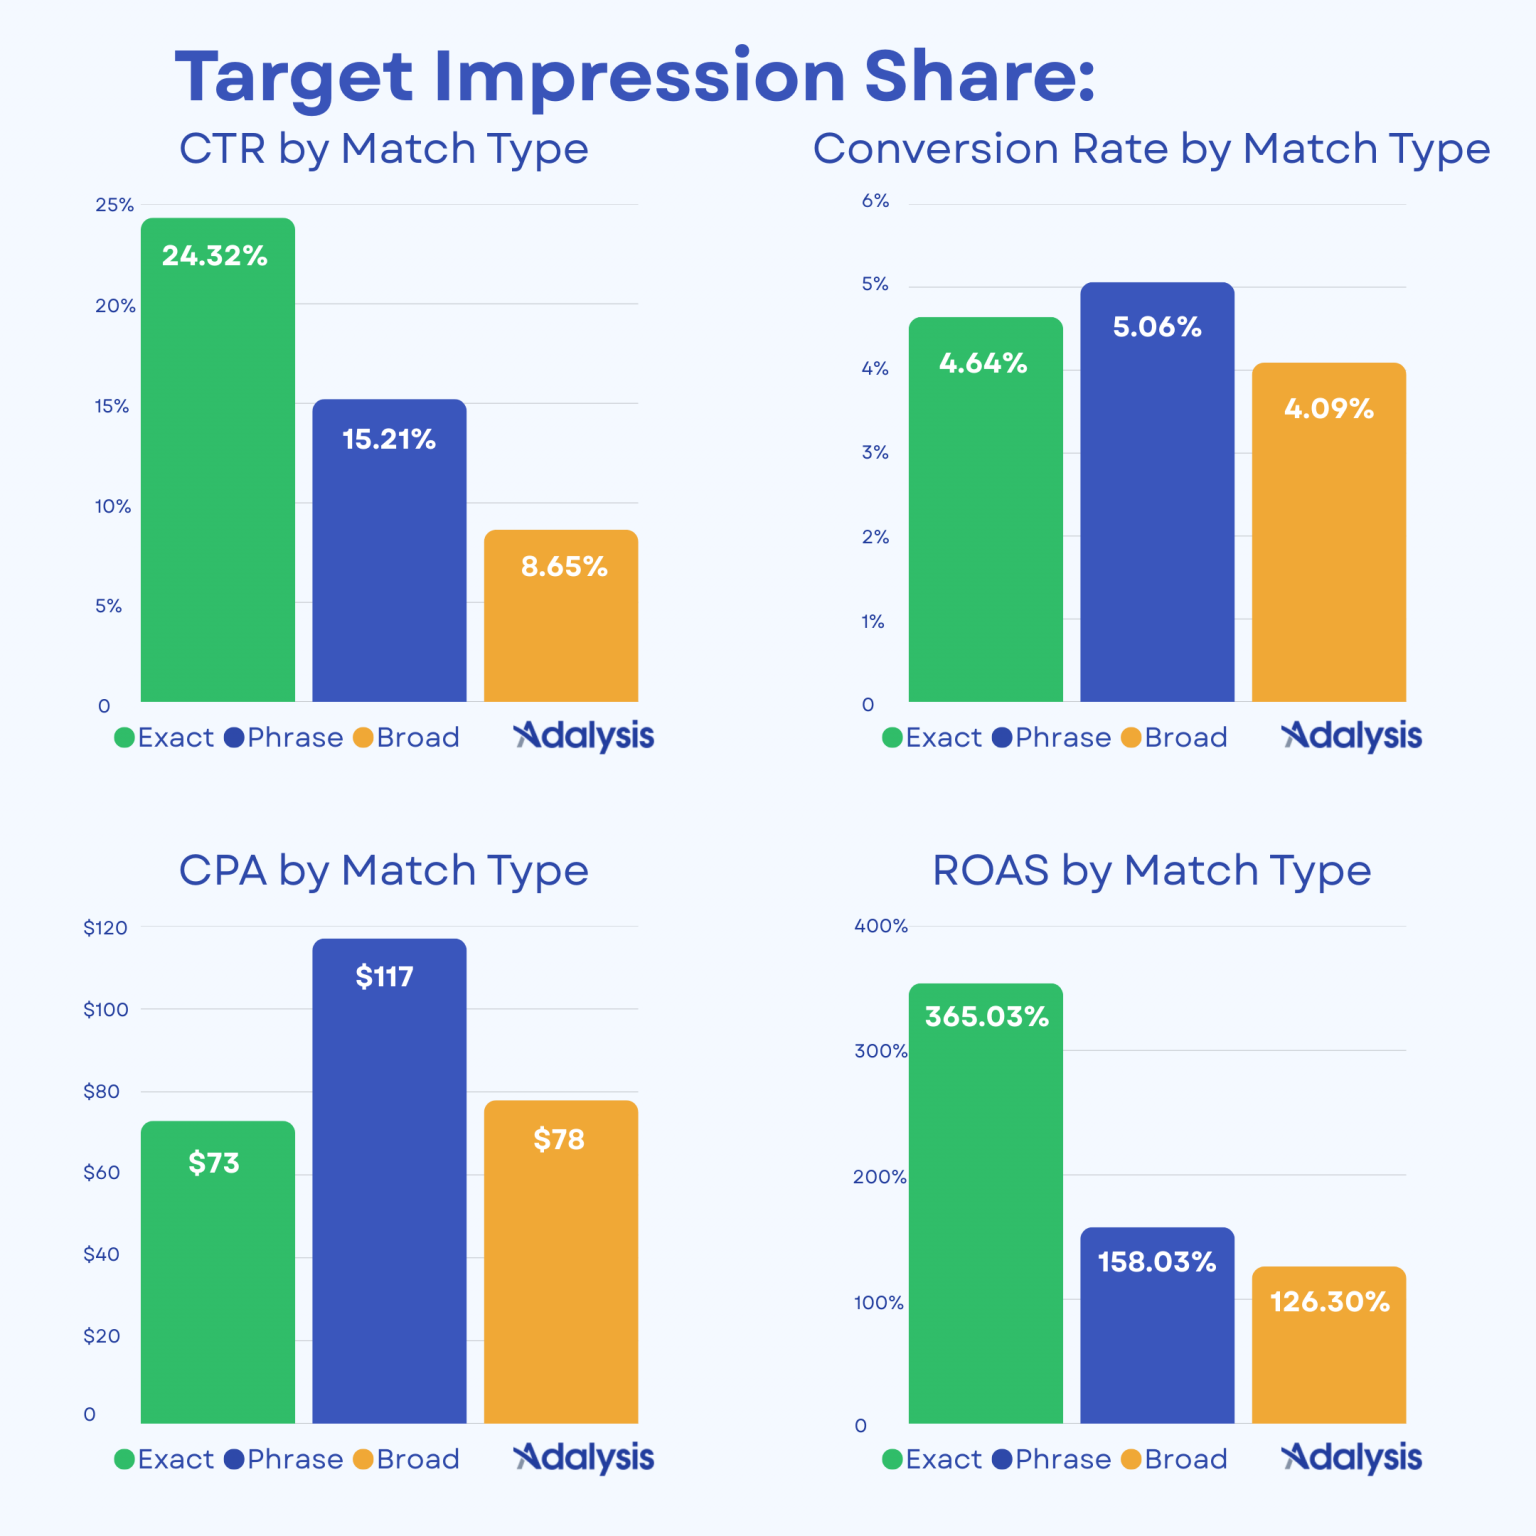 Target Impression Share:
CTR by Match Type
25%
20%
15%
10%
5%
0
24.32%
15.21%
8.65%
Exact Phrase Broad
Adalysis
Conversion Rate by Match Type
6%
5%
4%
3%
2%
1%
0
4.64%
5.06%
4.09%
Exact Phrase Broad
Adalysis
CPA by Match Type
$120
$100
$80
$60
$40
$20
0
$73
$117
$78
Exact Phrase Broad
Adalysis
ROAS by Match Type
400%
300%
200%
100%
0
365.03%
158.03%
126.30%
Exact Phrase Broad
Adalysis